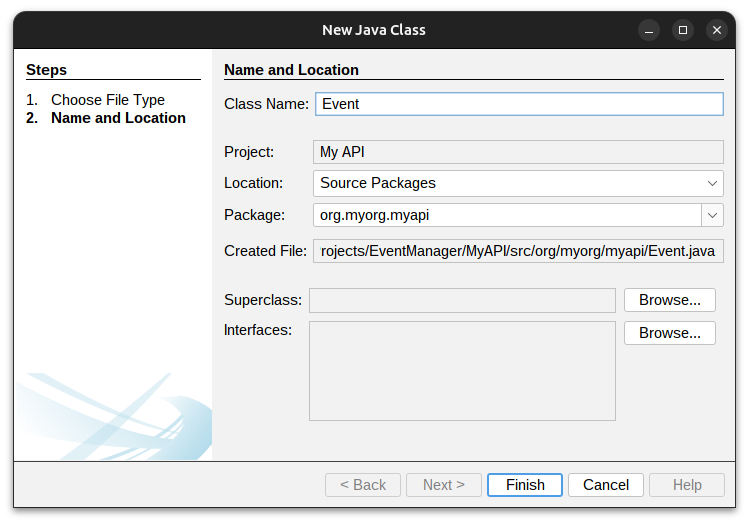 New Java Class
Steps
1. Choose File Type
2. Name and Location
Name and Location
Class Name: Event
Project: My API
Location: Source Packages
Package: org.myorg.myapi
Created File: rojects/EventManager/MyAPI/src/org/myorg/myapi/Event.java
Superclass: Browse...
Interfaces: Browse...
< Back Next > Finish Cancel Help